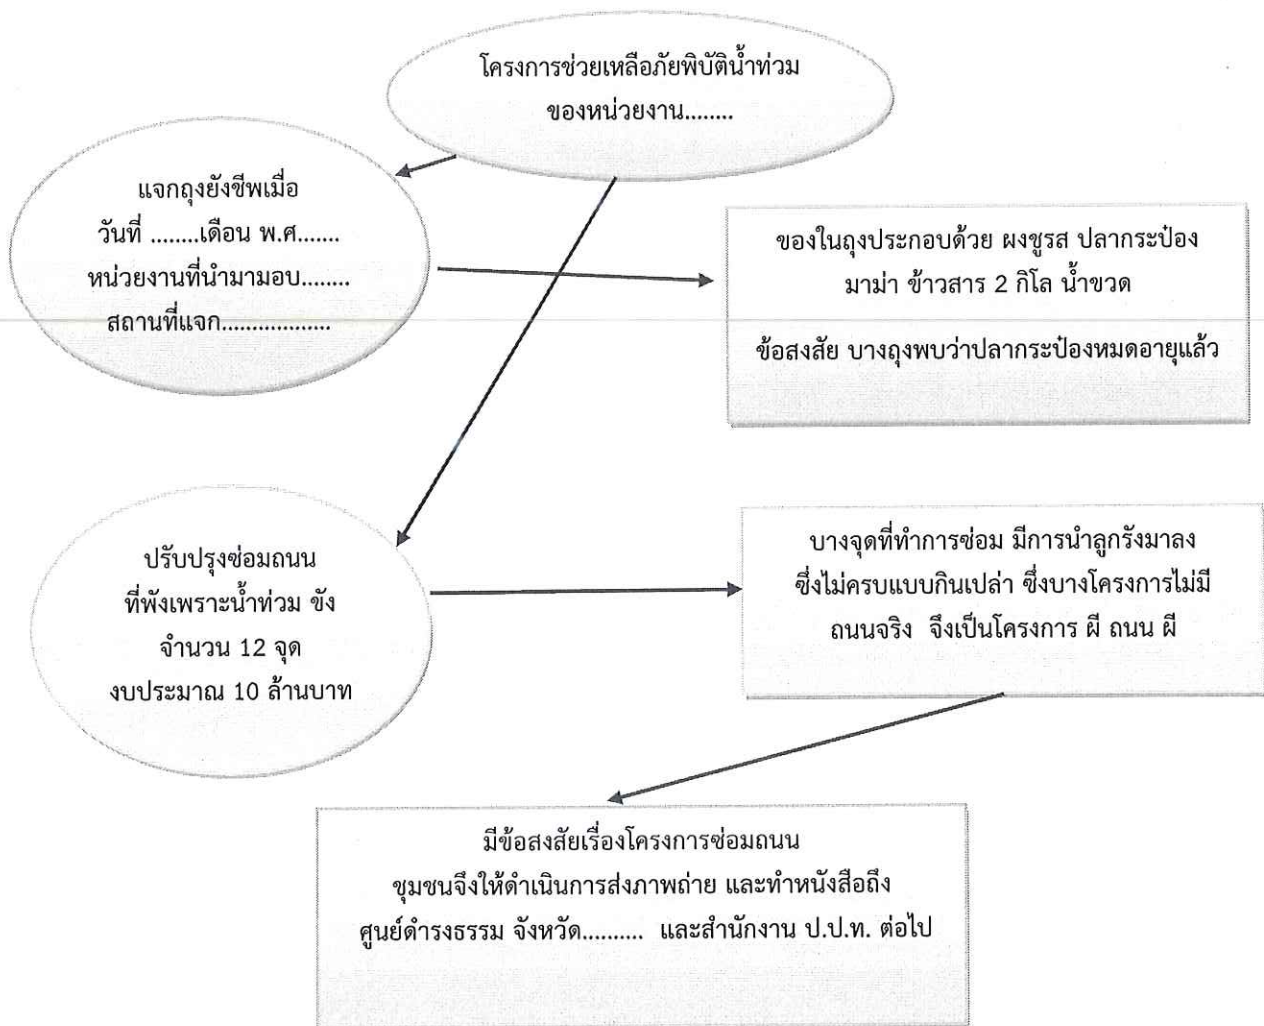 โครงการช่วยเหลือภัยพิบัติน้ำท่วม
ของหน่วยงาน........
แจกถุงยังชีพเมื่อ
วันที่ ........เดือน พ.ศ.......
หน่วยงานที่นำมามอบ........
สถานที่แจก..................
ของในถุงประกอบด้วย ผงชูรส ปลากระป๋อง
มาม่า ข้าวสาร 2 กิโล น้ำขวด
ข้อสงสัย บางถุงพบว่าปลากระป๋องหมดอายุแล้ว
ปรับปรุงซ่อมถนน
ที่พังเพราะน้ำท่วม ขัง
จำนวน 12 จุด
งบประมาณ 10 ล้านบาท
บางจุดที่ทำการซ่อม มีการนำลูกรังมาลง
ซึ่งไม่ครบแบบกินเปล่า ซึ่งบางโครงการไม่มี
ถนนจริง จึงเป็นโครงการ ผี ถนน ผี
มีข้อสงสัยเรื่องโครงการซ่อมถนน
ชุมชนจึงให้ดำเนินการส่งภาพถ่าย และทำหนังสือถึง
ศูนย์ดำรงธรรม จังหวัด.......... และสำนักงาน ป.ป.ท. ต่อไป